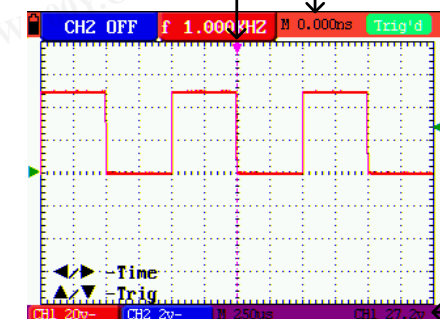 CH2 OFF f 1.000KHZ M 0.000ns Trig'd
◀/▶ -Time
▲/▼ -Trig
CH1 20v- CH2 2v- M 250us CH1 27.2v